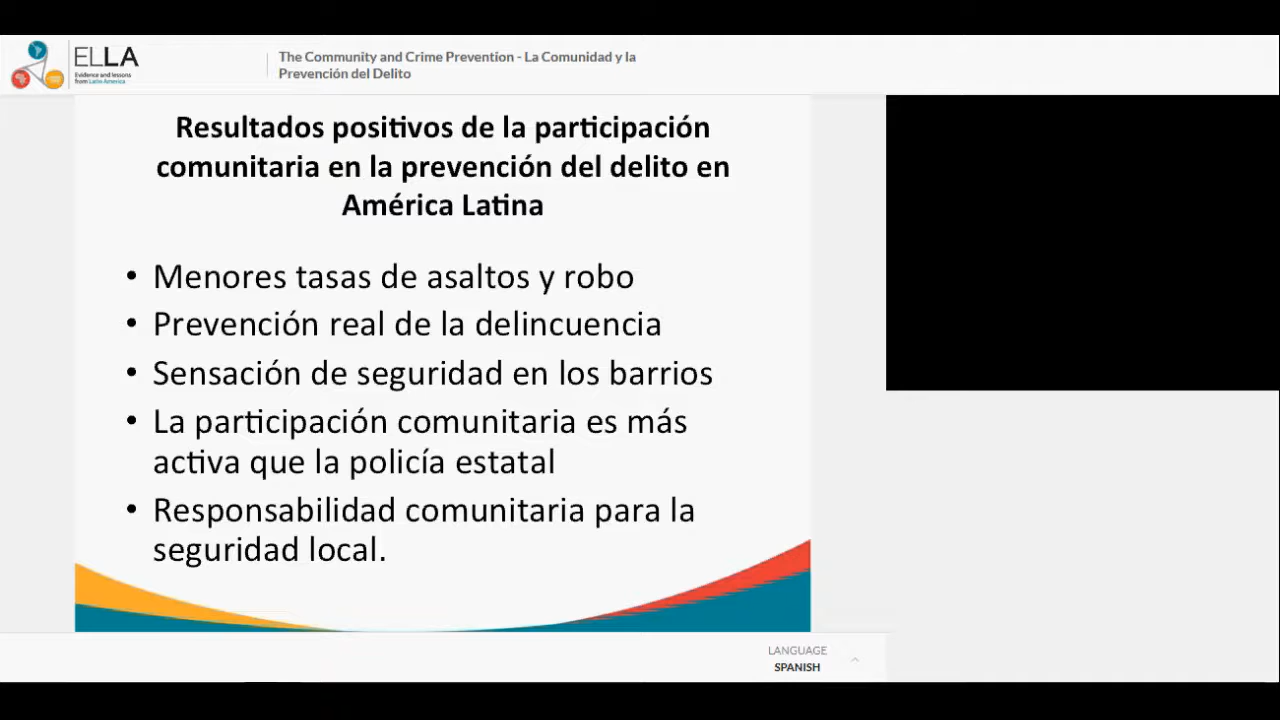 ELLA
Evidence and lessons
from Latin America
The Community and Crime Prevention - La Comunidad y la
Prevención del Delito
Resultados positivos de la participación
comunitaria en la prevención del delito en
América Latina
• Menores tasas de asaltos y robo
• Prevención real de la delincuencia
• Sensación de seguridad en los barrios
• La participación comunitaria es más
activa que la policía estatal
• Responsabilidad comunitaria para la
seguridad local.
LANGUAGE
SPANISH